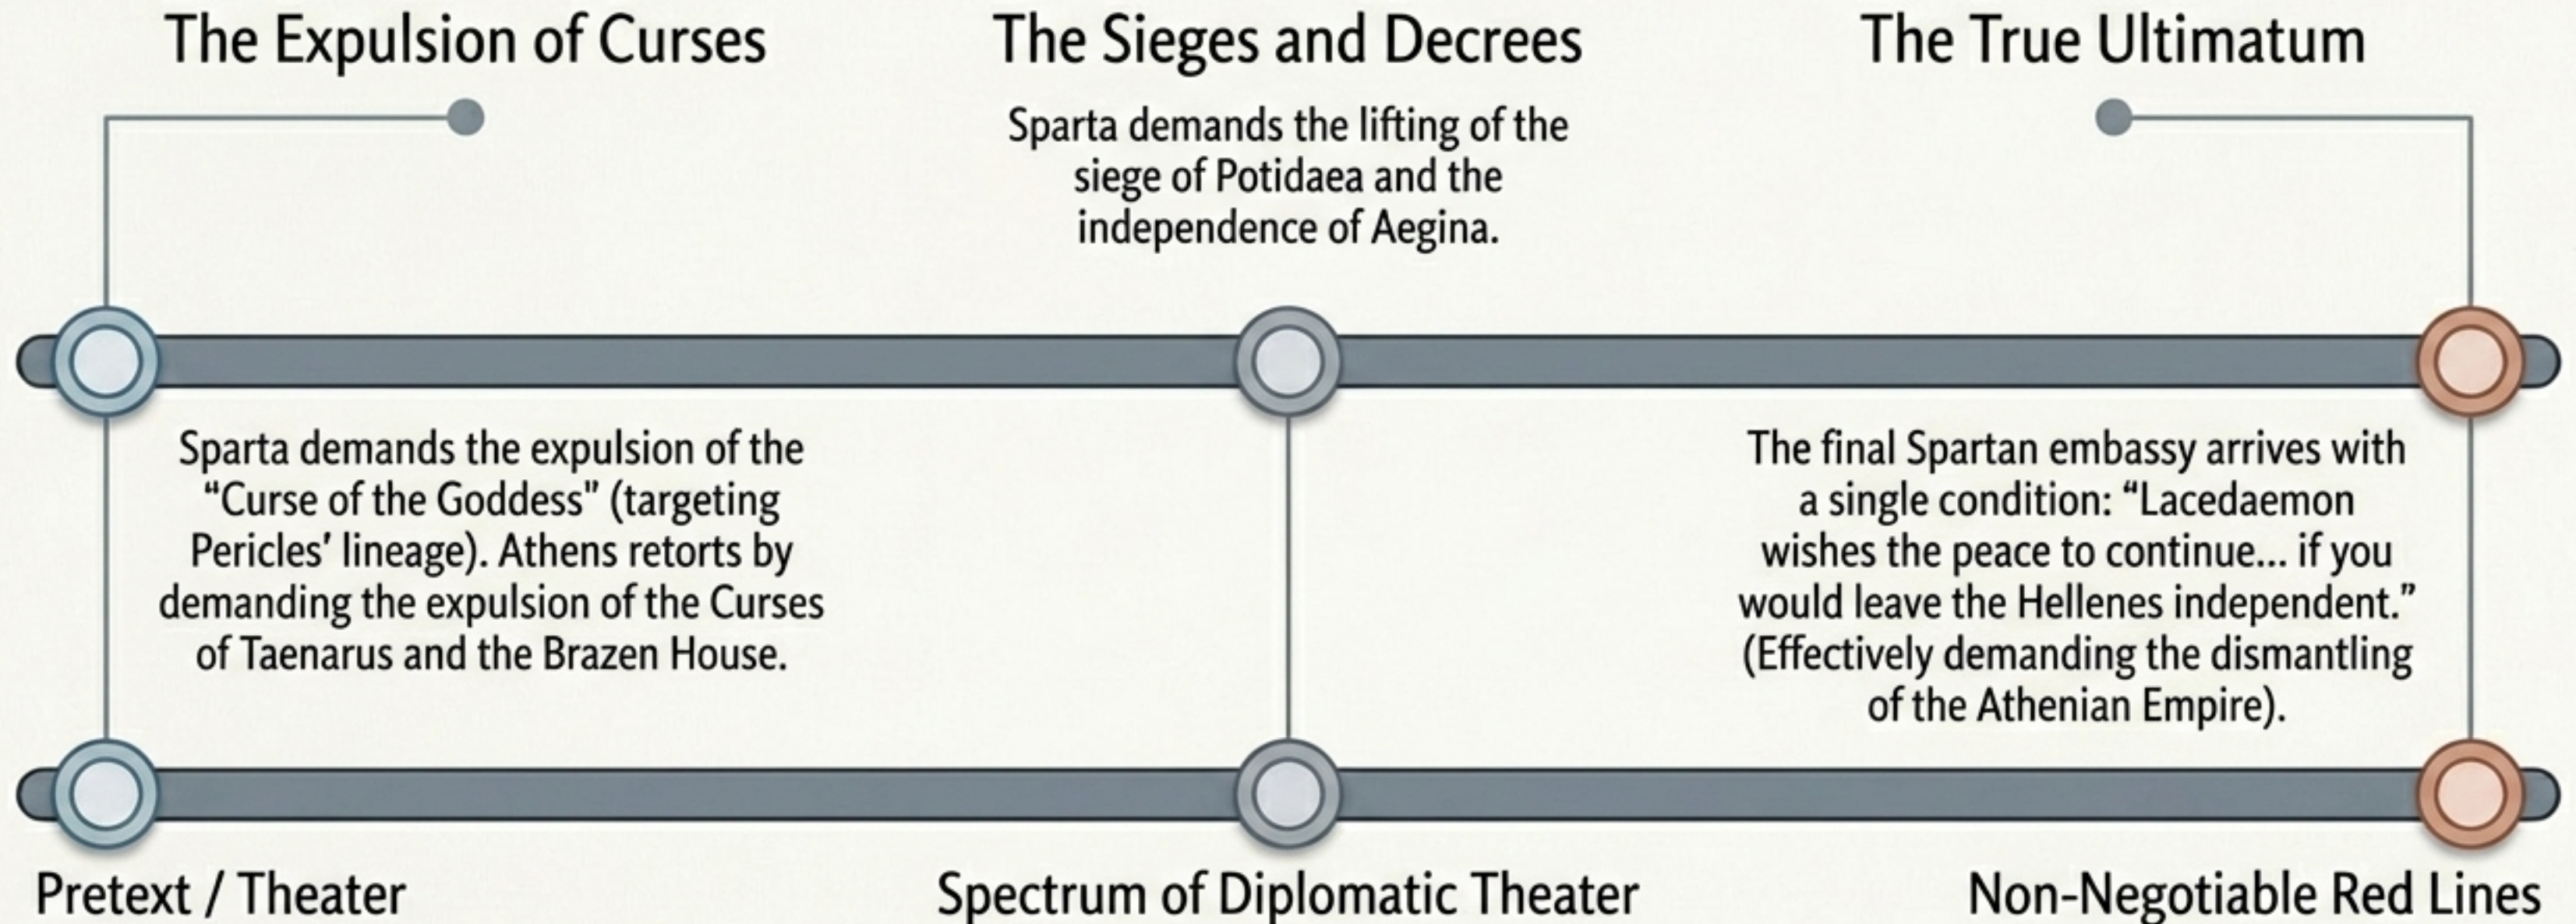 The Expulsion of Curses
Sparta demands the expulsion of the
“Curse of the Goddess” (targeting
Pericles’ lineage). Athens retorts by
demanding the expulsion of the Curses
of Taenarus and the Brazen House.
Pretext / Theater
The Sieges and Decrees
Sparta demands the lifting of the
siege of Potidaea and the
independence of Aegina.
Spectrum of Diplomatic Theater
The True Ultimatum
The final Spartan embassy arrives with
a single condition: “Lacedaemon
wishes the peace to continue... if you
would leave the Hellenes independent.”
(Effectively demanding the dismantling
of the Athenian Empire).
Non-Negotiable Red Lines